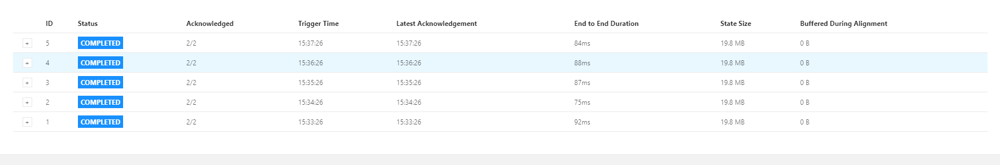 ID Status Acknowledged Trigger Time Latest Acknowledgement End to End Duration State Size Buffered During Alignment
+ 5 COMPLETED 2/2 15:37:26 15:37:26 84ms 19.8 MB 0 B
+ 4 COMPLETED 2/2 15:36:26 15:36:26 88ms 19.8 MB 0 B
+ 3 COMPLETED 2/2 15:35:26 15:35:26 87ms 19.8 MB 0 B
+ 2 COMPLETED 2/2 15:34:26 15:34:26 75ms 19.8 MB 0 B
+ 1 COMPLETED 2/2 15:33:26 15:33:26 92ms 19.8 MB 0 B